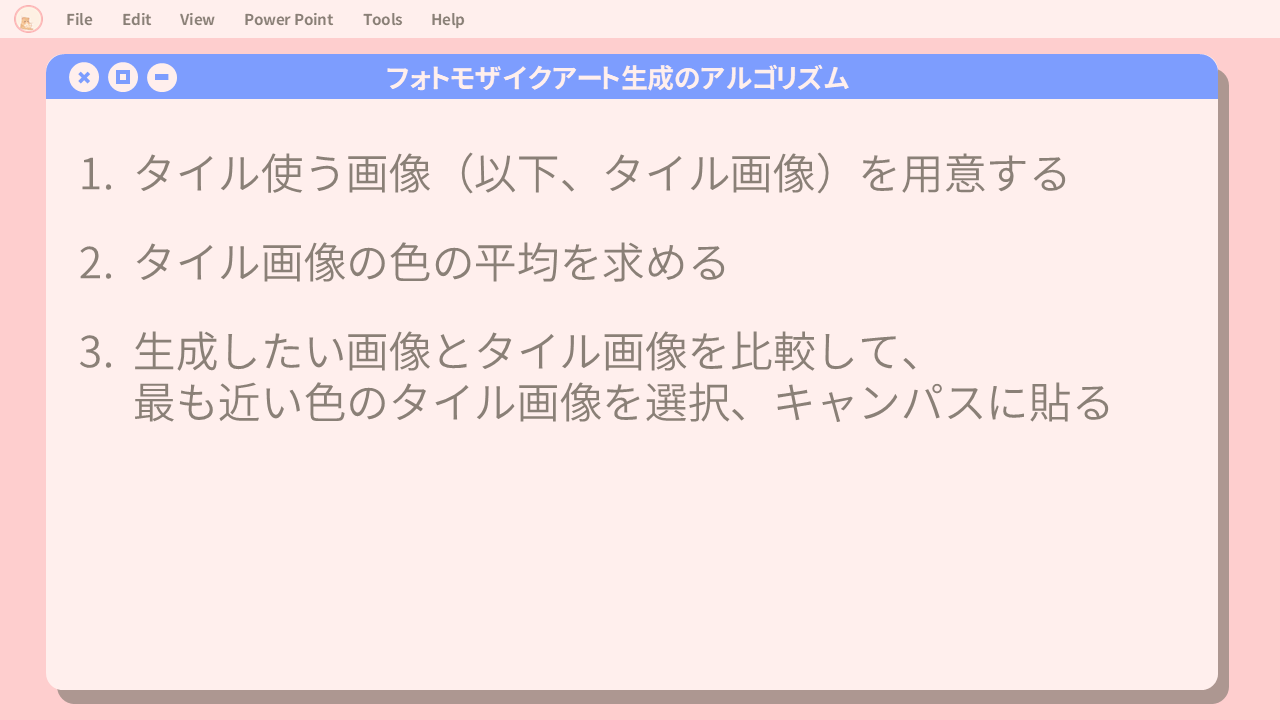 File Edit View Power Point Tools Help
フォトモザイクアート生成のアルゴリズム
1. タイル使う画像（以下、タイル画像）を用意する
2. タイル画像の色の平均を求める
3. 生成したい画像とタイル画像を比較して、
最も近い色のタイル画像を選択、キャンパスに貼る